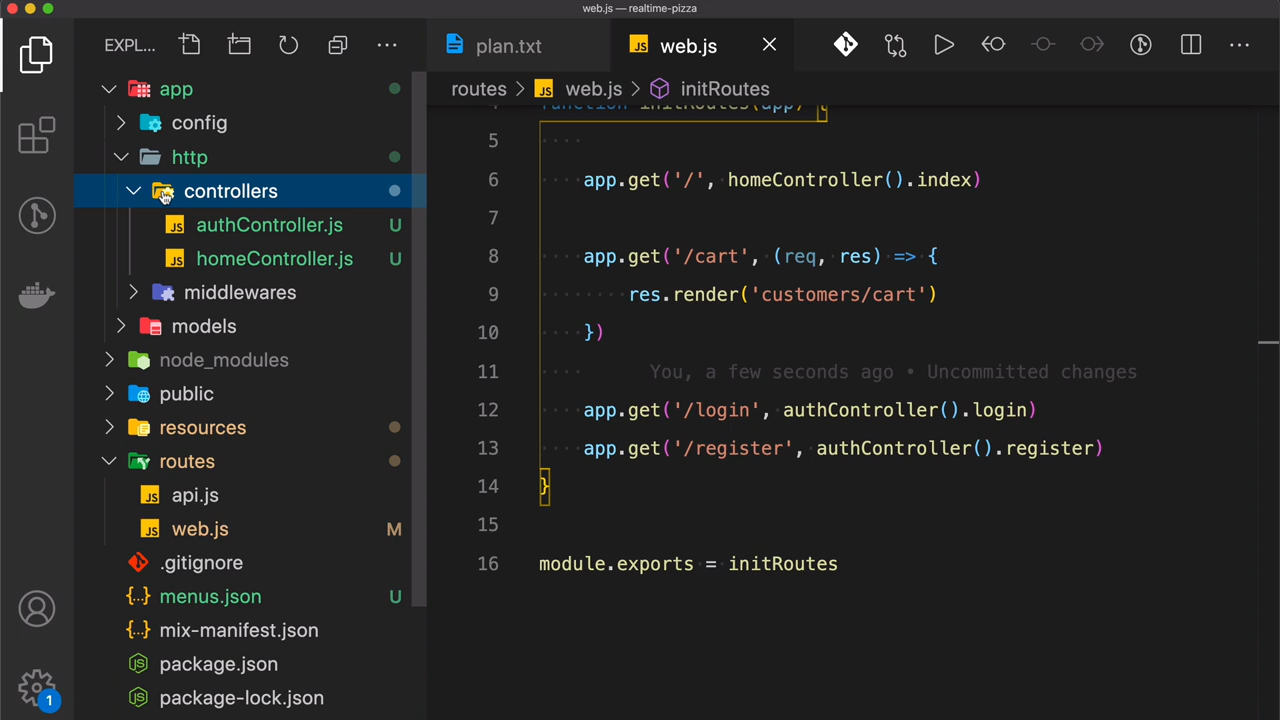 web.js — realtime-pizza
EXPL...
plan.txt
web.js
routes > web.js > initRoutes
app
config
http
controllers
authController.js U
homeController.js U
middlewares
models
node_modules
public
resources
routes
api.js
web.js M
.gitignore
menus.json U
mix-manifest.json
package.json
package-lock.json
1
4 function initRoutes(app) {
5
6 app.get('/', homeController().index)
7
8 app.get('/cart', (req, res) => {
9 res.render('customers/cart')
10 })
11 You, a few seconds ago • Uncommitted changes
12 app.get('/login', authController().login)
13 app.get('/register', authController().register)
14 }
15
16 module.exports = initRoutes